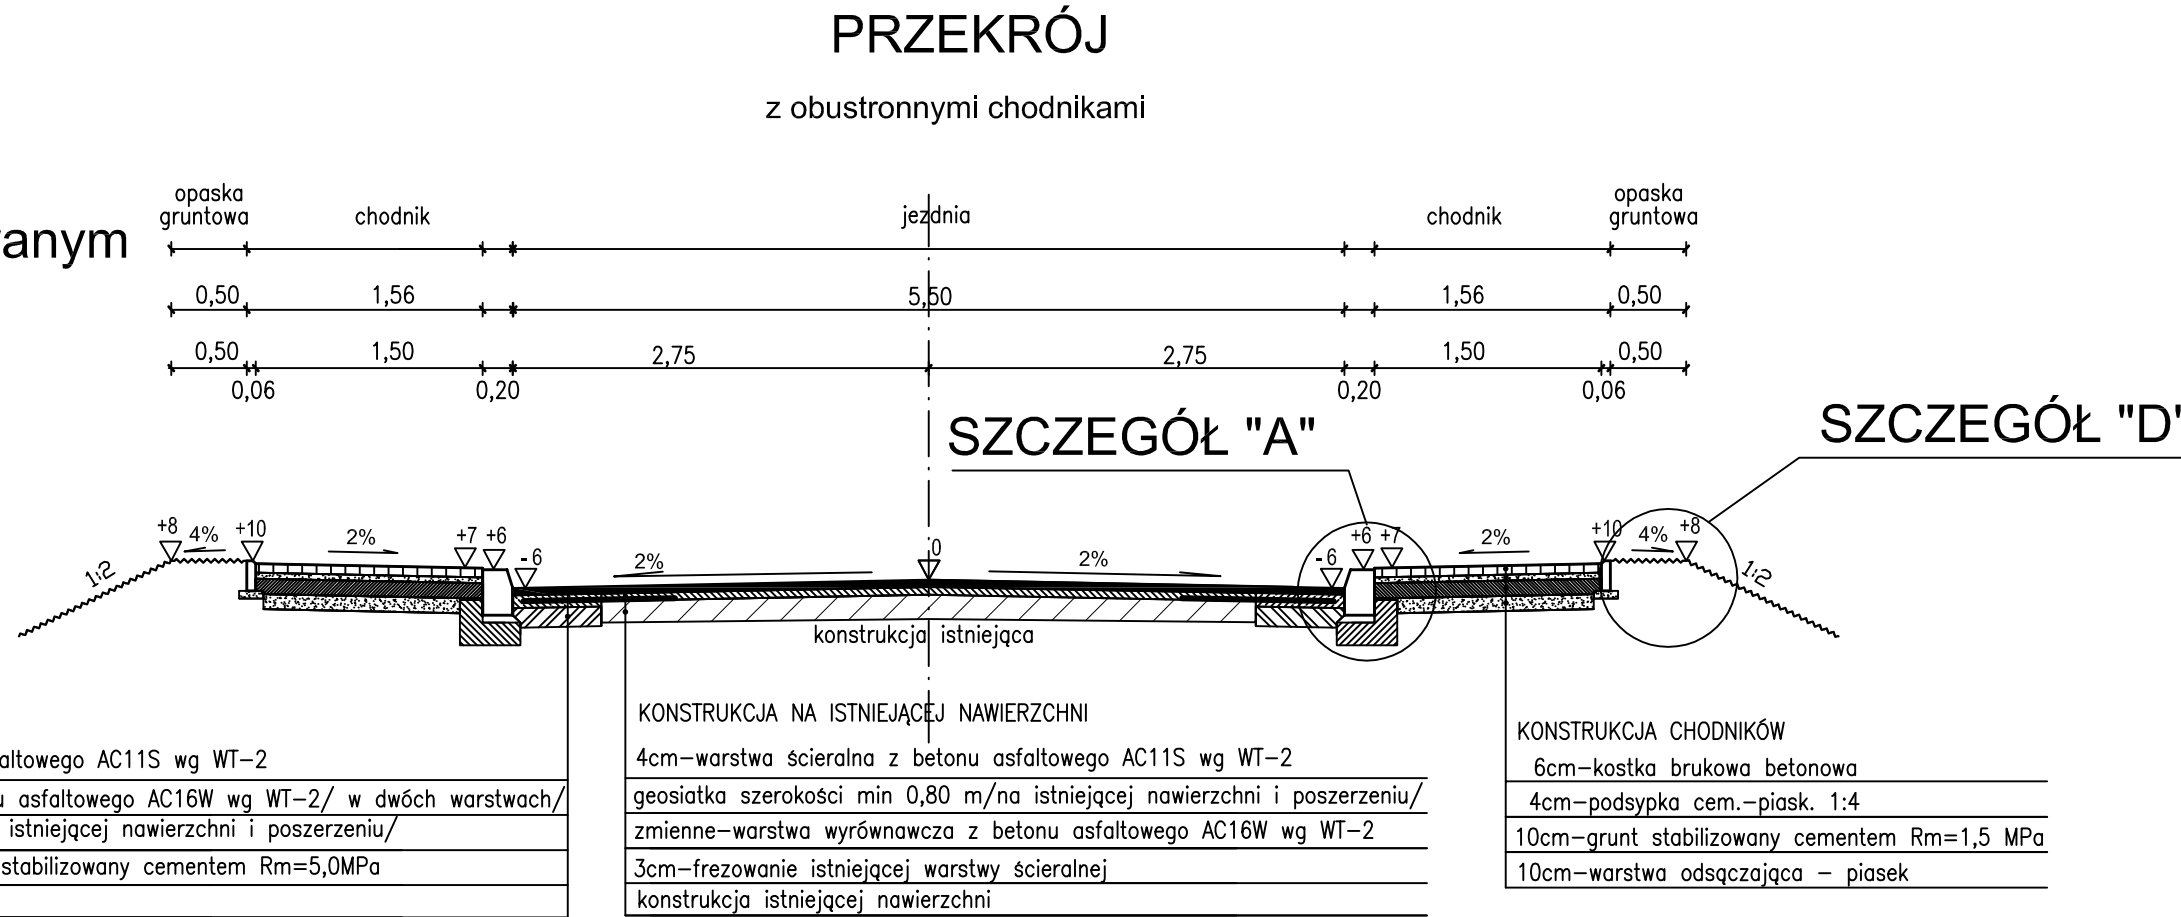 PRZEKRÓJ
z obustronnymi chodnikami
opaska
gruntowa
chodnik
jezdnia
chodnik
opaska
gruntowa
0,50 1,56 5,50 1,56 0,50
0,50 1,50 2,75 2,75 1,50 0,50
0,06 0,20 0,20 0,06
SZCZEGÓŁ "A"
SZCZEGÓŁ "D"
+8 4% +10 2% +7 +6 -6 2% 0 2% -6 +6 +7 2% +10 4% +8
1:2 1:2
konstrukcja istniejąca
AC11S wg WT-2
asfaltowego AC16W wg WT-2/ w dwóch warstwach/
istniejącej nawierzchni i poszerzeniu/
stabilizowany cementem Rm=5,0MPa
KONSTRUKCJA NA ISTNIEJĄCEJ NAWIERZCHNI
4cm-warstwa ścieralna z betonu asfaltowego AC11S wg WT-2
geosiatka szerokości min 0,80 m/na istniejącej nawierzchni i poszerzeniu/
zmienne-warstwa wyrównawcza z betonu asfaltowego AC16W wg WT-2
3cm-frezowanie istniejącej warstwy ścieralnej
konstrukcja istniejącej nawierzchni
KONSTRUKCJA CHODNIKÓW
6cm-kostka brukowa betonowa
4cm-podsypka cem.-piask. 1:4
10cm-grunt stabilizowany cementem Rm=1,5 MPa
10cm-warstwa odsączająca - piasek